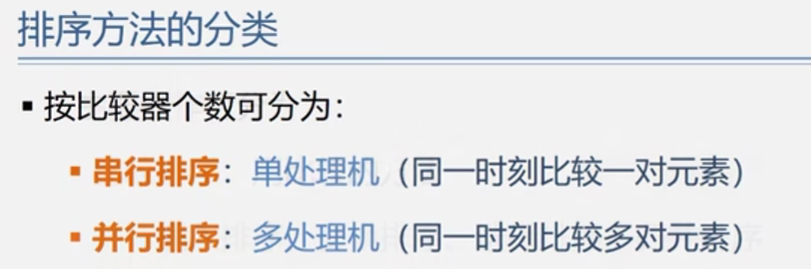 排序方法的分类
▪ 按比较器个数可分为：
▪ 串行排序：单处理机（同一时刻比较一对元素）
▪ 并行排序：多处理机（同一时刻比较多对元素）